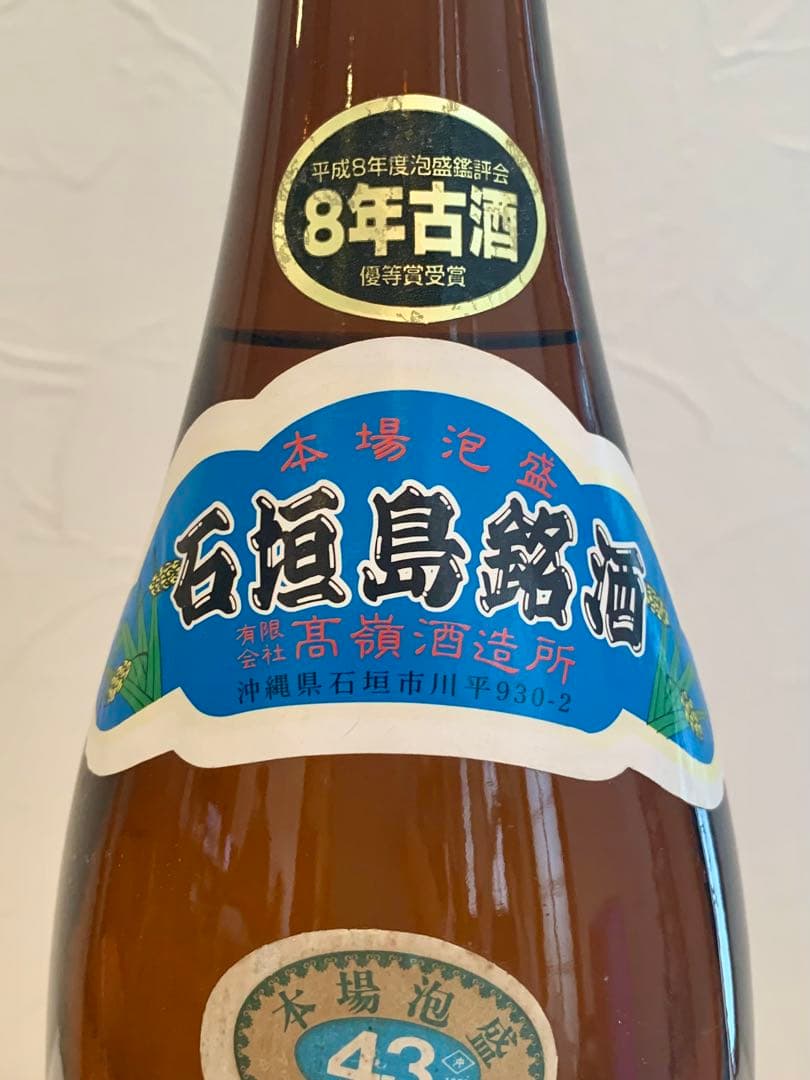 平成8年度泡盛鑑評会
8年古酒
優等賞受賞
本場泡盛
石垣島銘酒
有限会社髙嶺酒造所
沖縄県石垣市川平930-2
本場泡盛
43